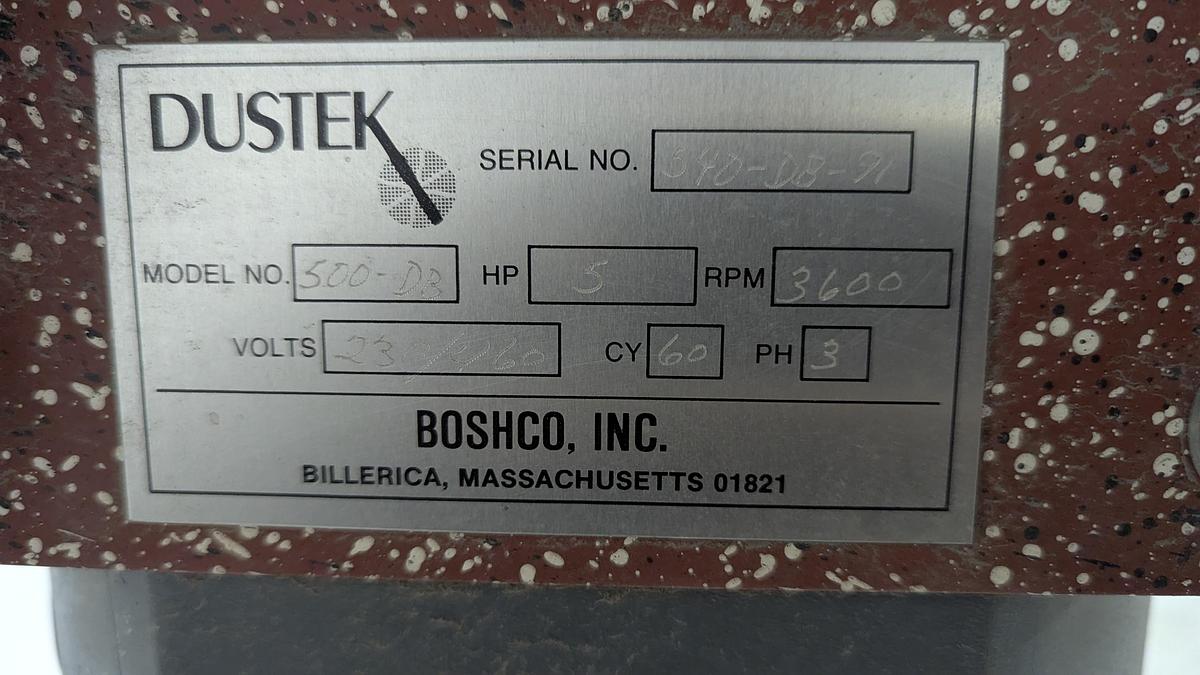 DUSTEK
SERIAL NO. 540-DB-91
MODEL NO. 500-DB HP 5 RPM 3600
VOLTS CY 60 PH 3
BOSHCO, INC.
BILLERICA, MASSACHUSETTS 01821